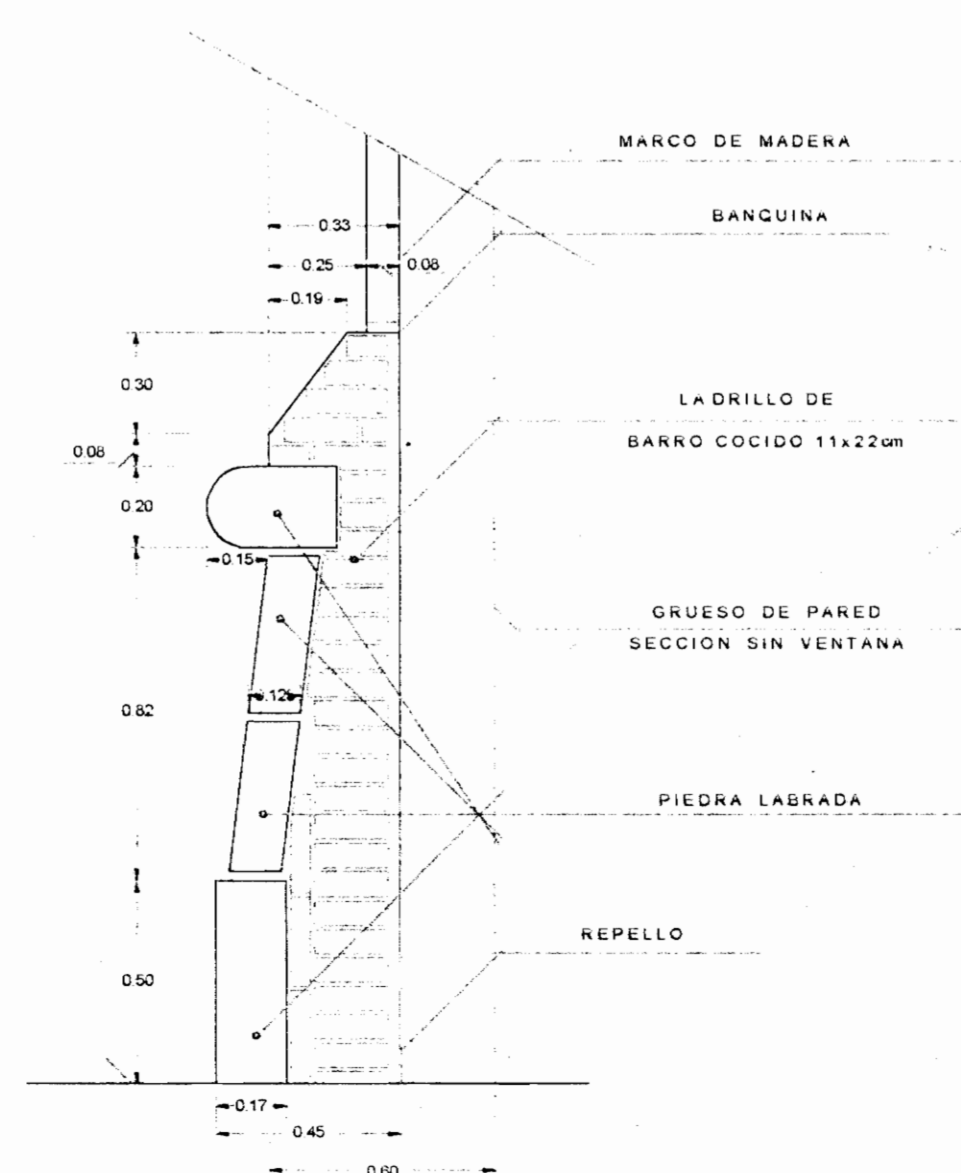 MARCO DE MADERA
BANQUINA
0.33
0.25
0.08
0.19
0.30
LADRILLO DE
BARRO COCIDO 11x22cm
0.08
0.20
0.15
GRUESO DE PARED
SECCION SIN VENTANA
0.12
0.82
PIEDRA LABRADA
REPELLO
0.50
0.17
0.45
0.60